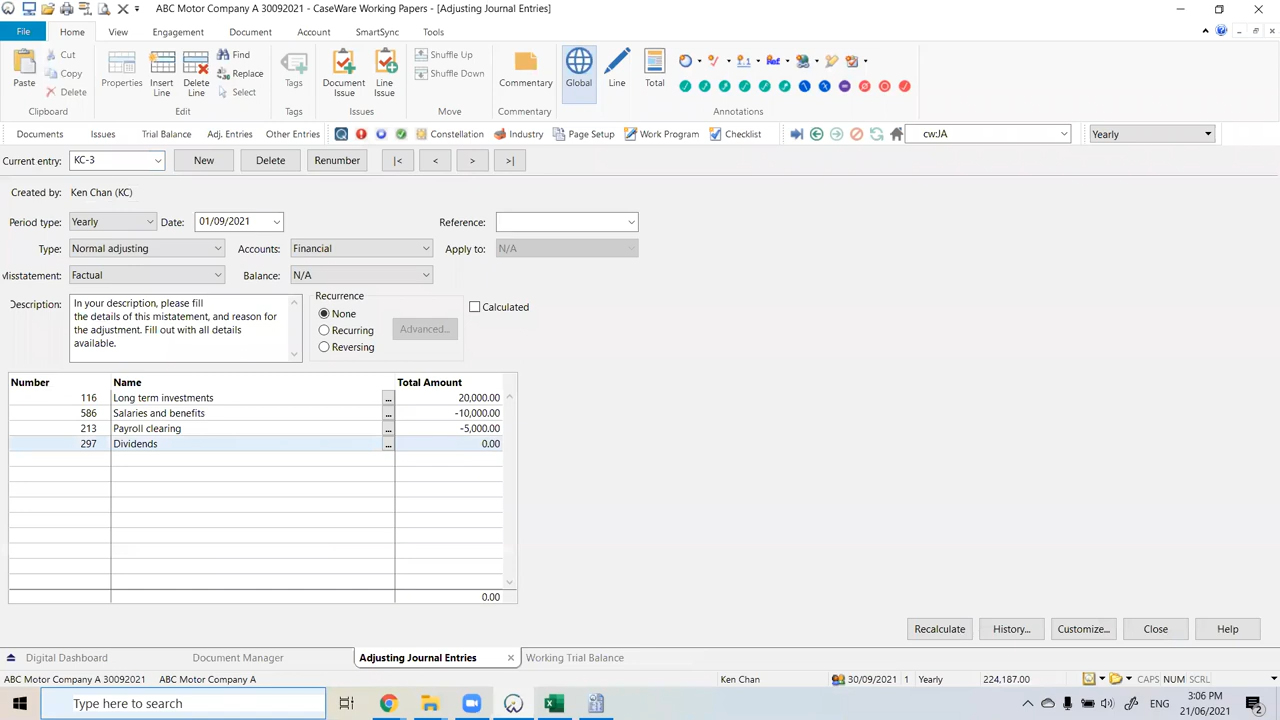 ABC Motor Company A 30092021 - CaseWare Working Papers - [Adjusting Journal Entries]
File Home View Engagement Document Account SmartSync Tools
Paste Cut Copy Delete Clipboard
Properties Insert Line Delete Line Find Replace Select Edit
Tags Tags
Document Issue Line Issue Issues
Shuffle Up Shuffle Down Move
Commentary Commentary
Global Line Total Annotations
Documents Issues Trial Balance Adj. Entries Other Entries Constellation Industry Page Setup Work Program Checklist cw:JA Yearly
Current entry: KC-3 New Delete Renumber |< < > >|
Created by: Ken Chan (KC)
Period type: Yearly Date: 01/09/2021 Reference:
Type: Normal adjusting Accounts: Financial Apply to: N/A
Misstatement: Factual Balance: N/A
Description: In your description, please fill
the details of this misstatement, and reason for
the adjustment. Fill out with all details
available.
Recurrence
None
Recurring Advanced...
Reversing
Calculated
Number Name Total Amount
116 Long term investments ... 20,000.00
586 Salaries and benefits ... -10,000.00
213 Payroll clearing ... -5,000.00
297 Dividends ... 0.00
0.00
Recalculate History... Customize... Close Help
Digital Dashboard Document Manager Adjusting Journal Entries Working Trial Balance
ABC Motor Company A 30092021 ABC Motor Company A Ken Chan 30/09/2021 1 Yearly 224,187.00 CAPS NUM SCRL
Type here to search ENG 3:06 PM
21/06/2021 2